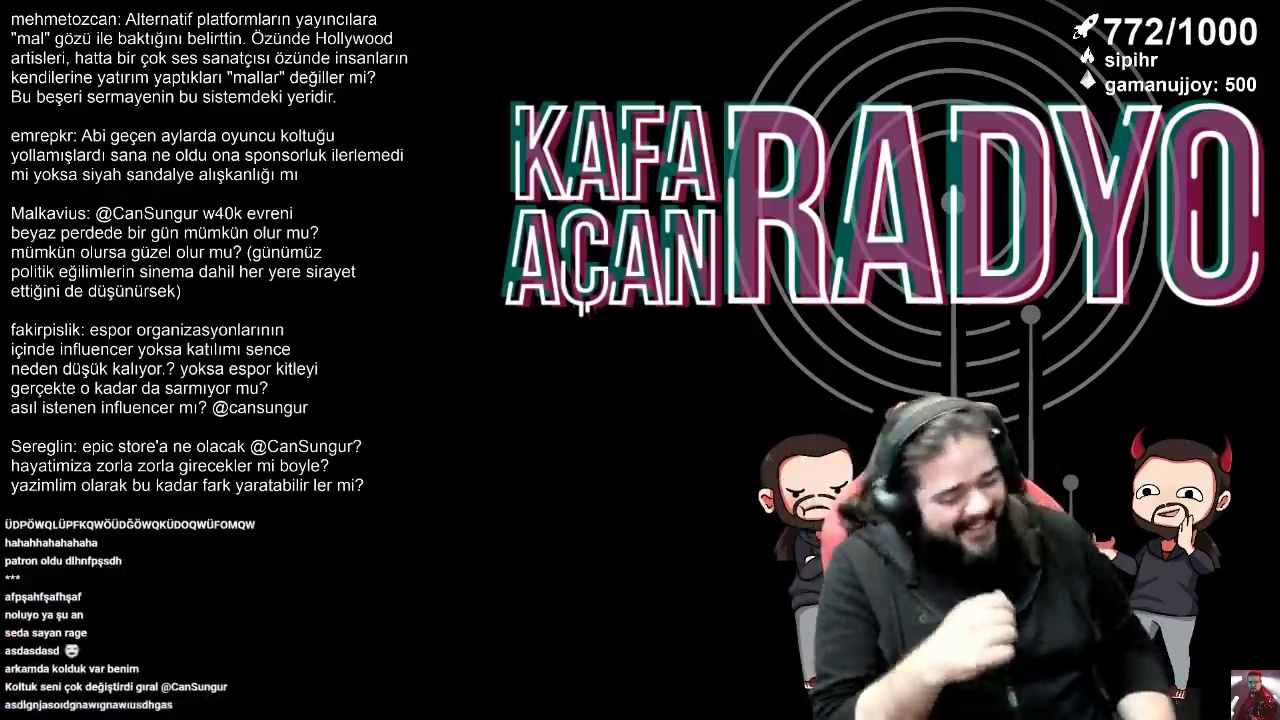 mehmetozcan: Alternatif platformların yayıncılara
"mal" gözü ile baktığını belirttin. Özünde Hollywood
artisleri, hatta bir çok ses sanatçısı özünde insanların
kendilerine yatırım yaptıkları "mallar" değiller mi?
Bu beşeri sermayenin bu sistemdeki yeridir.
emrepkr: Abi geçen aylarda oyuncu koltuğu
yollamışlardı sana ne oldu ona sponsorluk ilerlemedi
mi yoksa siyah sandalye alışkanlığı mı
Malkavius: @CanSungur w40k evreni
beyaz perdede bir gün mümkün olur mu?
mümkün olursa güzel olur mu? (günümüz
politik eğilimlerin sinema dahil her yere sirayet
ettiğini de düşünürsek)
fakirpislik: espor organizasyonlarının
içinde influencer yoksa katılımı sence
neden düşük kalıyor.? yoksa espor kitleyi
gerçekte o kadar da sarmıyor mu?
asıl istenen influencer mı? @cansungur
Sereglin: epic store'a ne olacak @CanSungur?
hayatimiza zorla zorla girecekler mi boyle?
yazimlim olarak bu kadar fark yaratabilir ler mi?
ÜDPÖWQLÜPFKQWÖÜDĞÖWQKÜDOQWÜFOMQW
hahahhahahahaha
patron oldu dlhnfpşsdh
***
afpşahfşafhşaf
noluyo ya şu an
seda sayan rage
asdasdasd
arkamda kolduk var benim
Koltuk seni çok değiştirdi gıral @CanSungur
asdlgnjasoıdgnawıgnawıusdhgas
772/1000
sipihr
gamanujjoy: 500
KAFA
AÇAN
RADYO